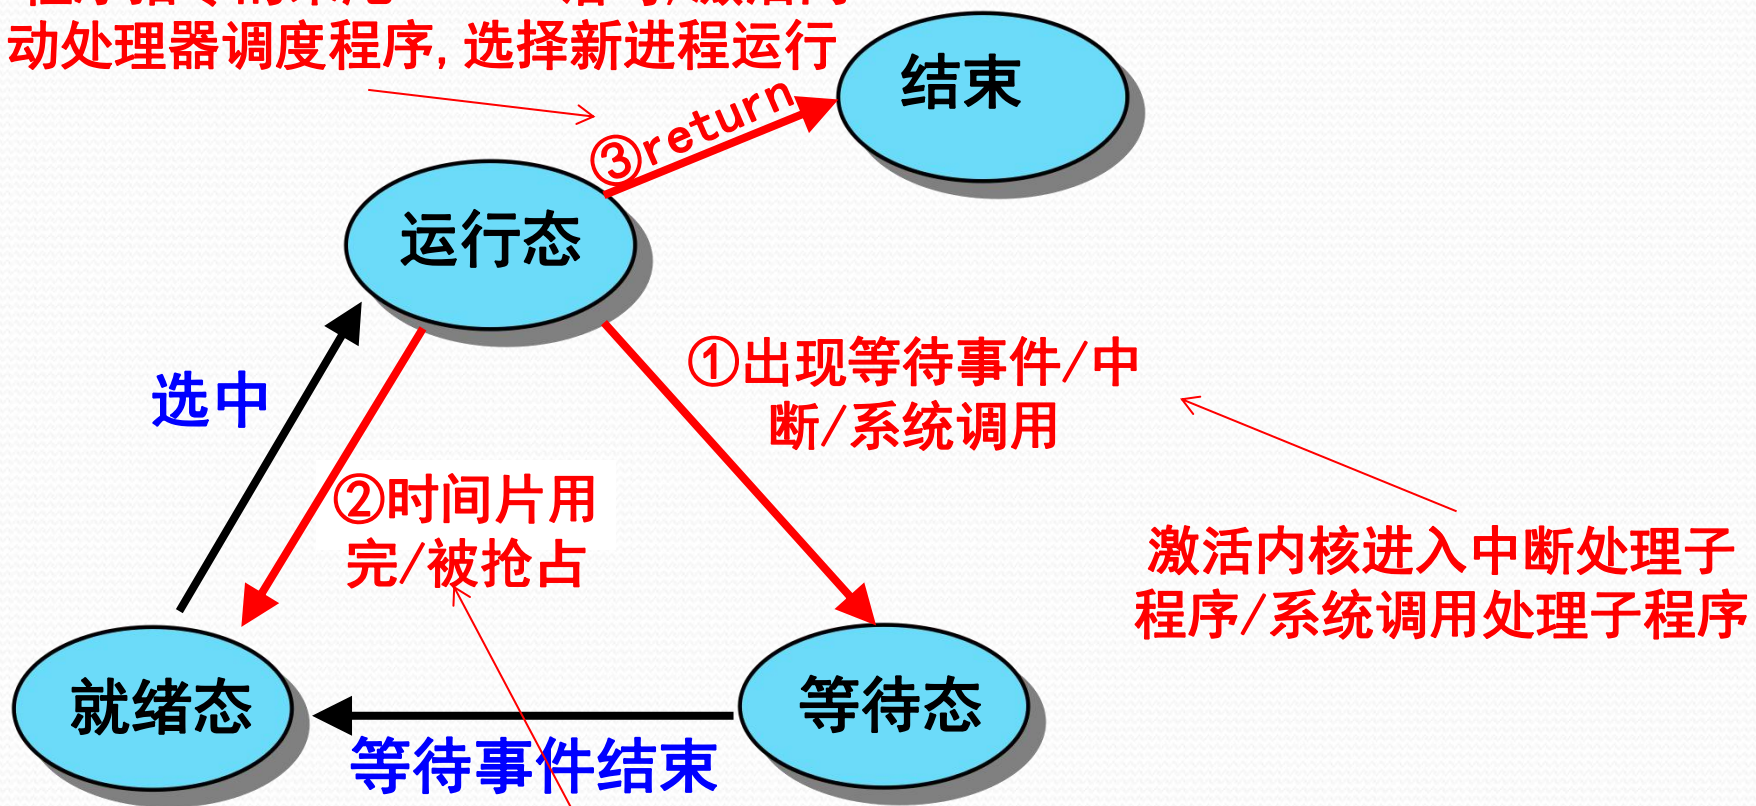 动处理器调度程序,选择新进程运行
结束
③return
运行态
①出现等待事件/中
断/系统调用
选中
②时间片用
完/被抢占
激活内核进入中断处理子
程序/系统调用处理子程序
就绪态
等待态
等待事件结束